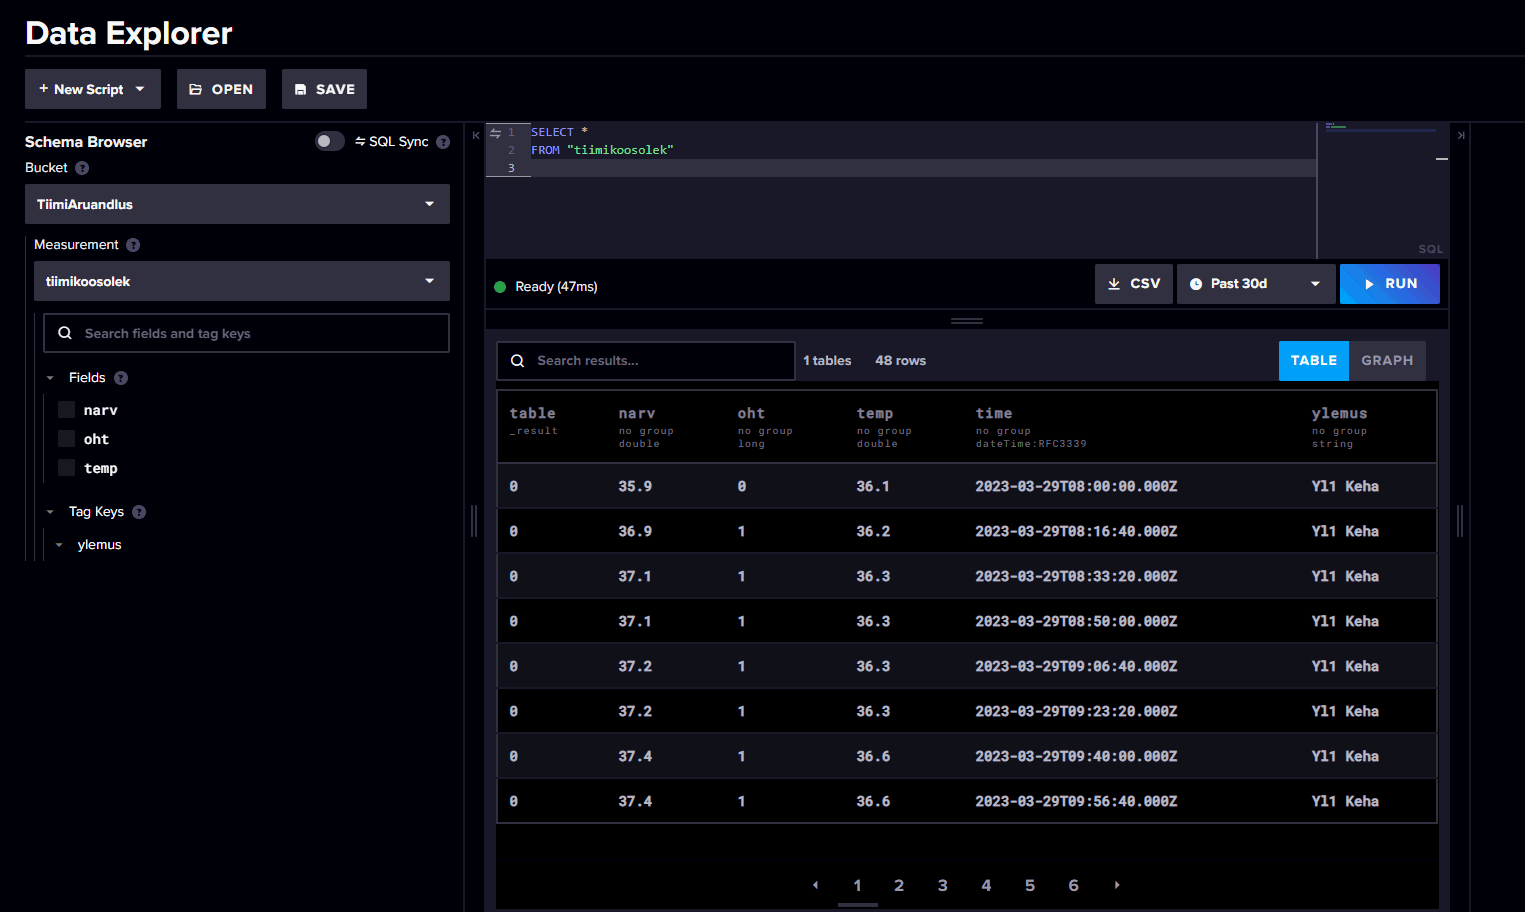 Data Explorer
+ New Script
OPEN
SAVE
Schema Browser
SQL Sync ?
Bucket ?
TiimiAruandlus
Measurement ?
tiimikoosolek
Search fields and tag keys
Fields ?
narv
oht
temp
Tag Keys ?
ylemus
1 SELECT *
2 FROM "tiimikoosolek"
3
SQL
Ready (47ms)
CSV
Past 30d
RUN
Search results...
1 tables
48 rows
TABLE
GRAPH
table narv oht temp time ylemus
_result no group no group no group no group no group
double long double dateTime:RFC3339 string
0 35.9 0 36.1 2023-03-29T08:00:00.000Z Yl1 Keha
0 36.9 1 36.2 2023-03-29T08:16:40.000Z Yl1 Keha
0 37.1 1 36.3 2023-03-29T08:33:20.000Z Yl1 Keha
0 37.1 1 36.3 2023-03-29T08:50:00.000Z Yl1 Keha
0 37.2 1 36.3 2023-03-29T09:06:40.000Z Yl1 Keha
0 37.2 1 36.3 2023-03-29T09:23:20.000Z Yl1 Keha
0 37.4 1 36.6 2023-03-29T09:40:00.000Z Yl1 Keha
0 37.4 1 36.6 2023-03-29T09:56:40.000Z Yl1 Keha
1 2 3 4 5 6